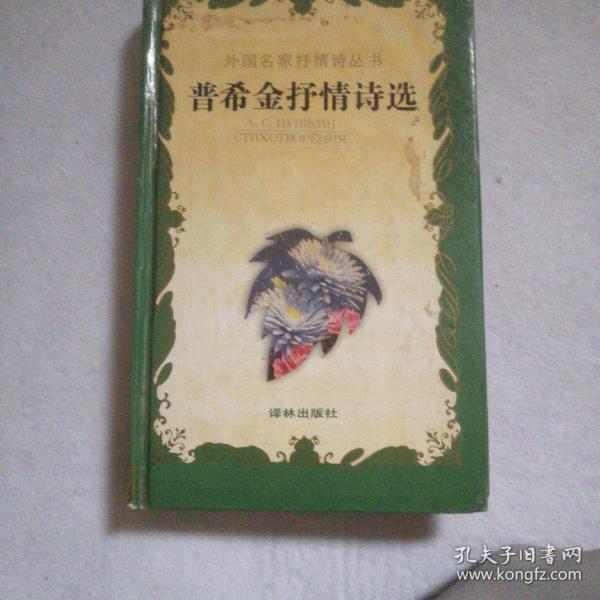 外国名家抒情诗丛书
普希金抒情诗选
А. С. ПУШКИН
СТИХОТВОРЕНИЯ
译林出版社
孔夫子旧书网
www.kongfz.com